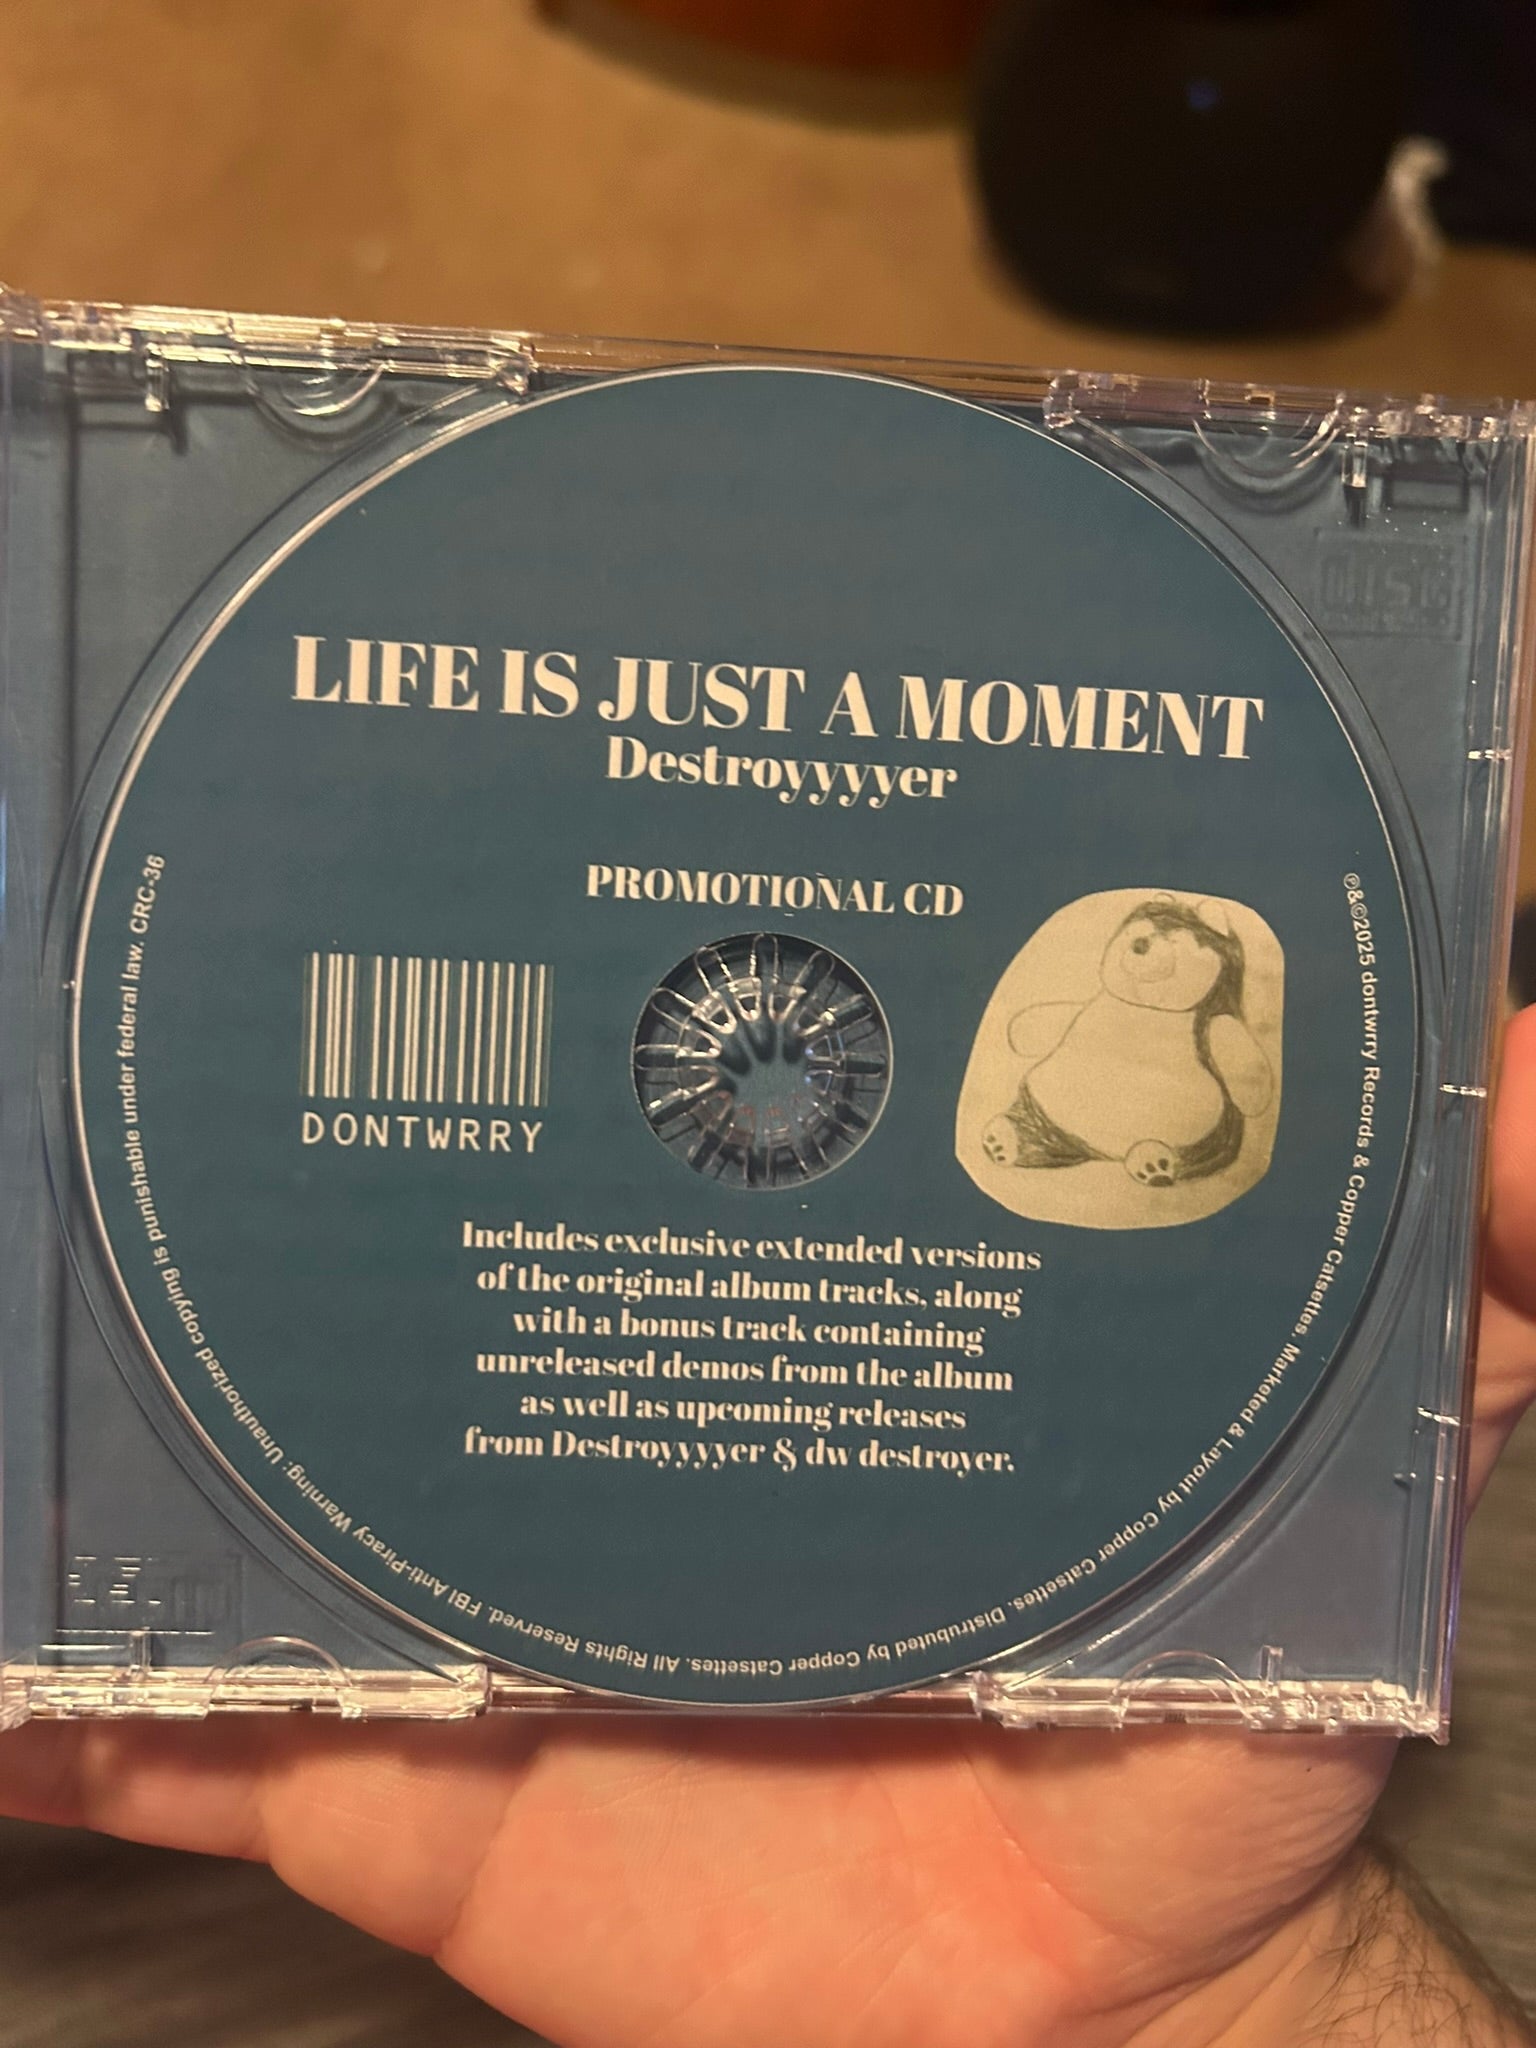 LIFE IS JUST A MOMENT
Destroyyyyer
PROMOTIONAL CD
DONTWRRY
Includes exclusive extended versions
of the original album tracks, along
with a bonus track containing
unreleased demos from the album
as well as upcoming releases
from Destroyyyyer & dw destroyer.
℗&©2025 dontwrry Records & Copper Catsettes. Marketed & Layout by Copper Catsettes. Distrubuted by Copper Catsettes. All Rights Reserved. FBI Anti-Piracy Warning: Unauthorized copying is punishable under federal law. CRC-36
DISC